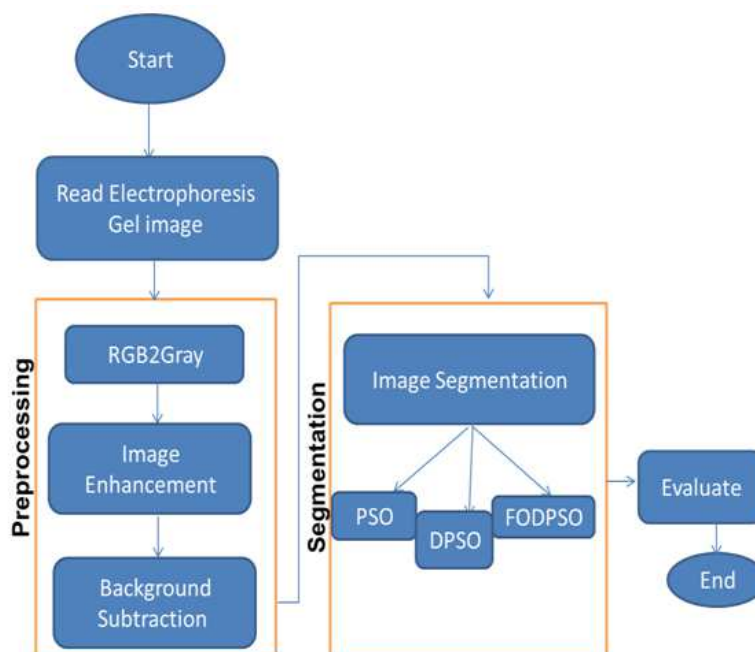 Start
Read Electrophoresis
Gel image
Preprocessing
RGB2Gray
Image
Enhancement
Background
Subtraction
Segmentation
Image Segmentation
PSO
DPSO
FODPSO
Evaluate
End